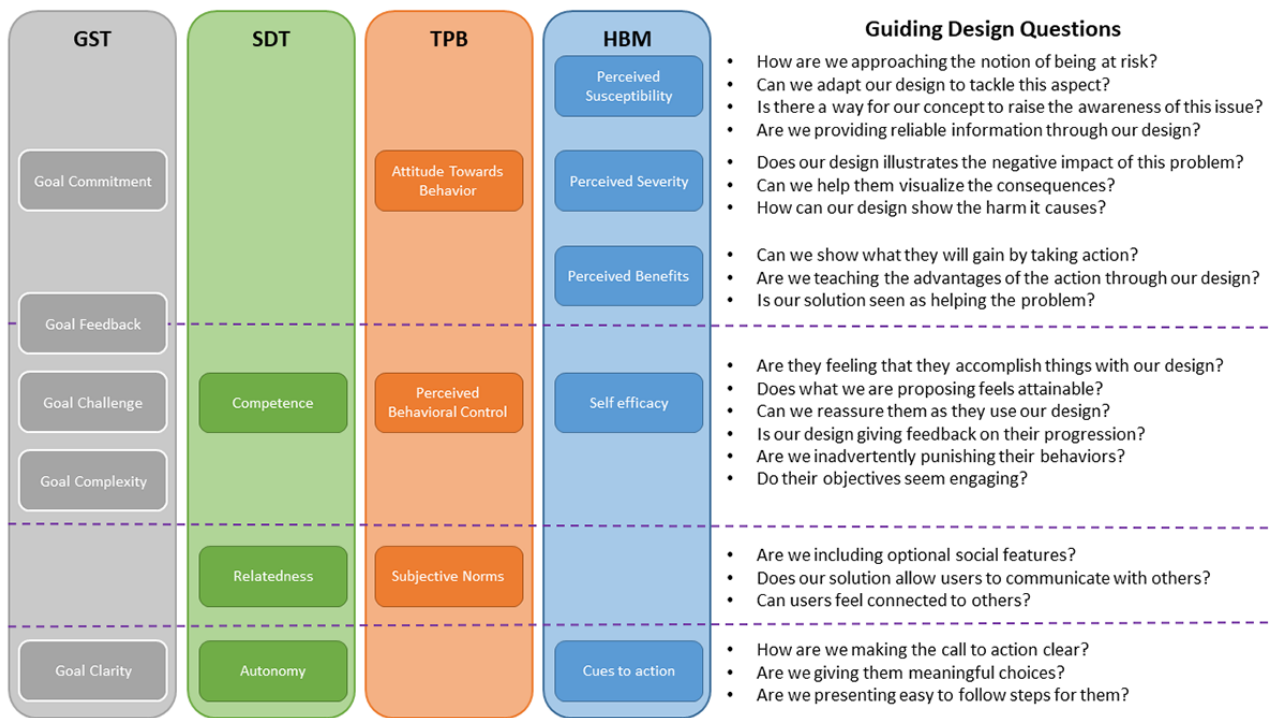 GST
SDT
TPB
HBM
Guiding Design Questions
Perceived
Susceptibility
• How are we approaching the notion of being at risk?
• Can we adapt our design to tackle this aspect?
• Is there a way for our concept to raise the awareness of this issue?
• Are we providing reliable information through our design?
Goal Commitment
Attitude Towards
Behavior
Perceived Severity
• Does our design illustrates the negative impact of this problem?
• Can we help them visualize the consequences?
• How can our design show the harm it causes?
Perceived Benefits
• Can we show what they will gain by taking action?
• Are we teaching the advantages of the action through our design?
• Is our solution seen as helping the problem?
Goal Feedback
Goal Challenge
Competence
Perceived
Behavioral Control
Self efficacy
• Are they feeling that they accomplish things with our design?
• Does what we are proposing feels attainable?
• Can we reassure them as they use our design?
• Is our design giving feedback on their progression?
• Are we inadvertently punishing their behaviors?
• Do their objectives seem engaging?
Goal Complexity
Relatedness
Subjective Norms
• Are we including optional social features?
• Does our solution allow users to communicate with others?
• Can users feel connected to others?
Goal Clarity
Autonomy
Cues to action
• How are we making the call to action clear?
• Are we giving them meaningful choices?
• Are we presenting easy to follow steps for them?